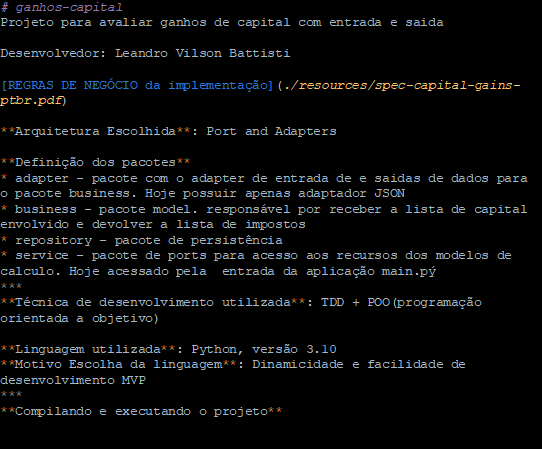 # ganhos-capital
Projeto para avaliar ganhos de capital com entrada e saida
Desenvolvedor: Leandro Vilson Battisti
[REGRAS DE NEGÓCIO da implementação](./resources/spec-capital-gains-
ptbr.pdf)
**Arquitetura Escolhida**: Port and Adapters
**Definição dos pacotes**
* adapter - pacote com o adapter de entrada de e saidas de dados para
o pacote business. Hoje possuir apenas adaptador JSON
* business - pacote model. responsável por receber a lista de capital
envolvido e devolver a lista de impostos
* repository - pacote de persistência
* service - pacote de ports para acesso aos recursos dos modelos de
calculo. Hoje acessado pela  entrada da aplicação main.pý
***
**Técnica de desenvolvimento utilizada**: TDD + POO(programação
orientada a objetivo)
**Linguagem utilizada**: Python, versão 3.10
**Motivo Escolha da linguagem**: Dinamicidade e facilidade de
desenvolvimento MVP
***
**Compilando e executando o projeto**